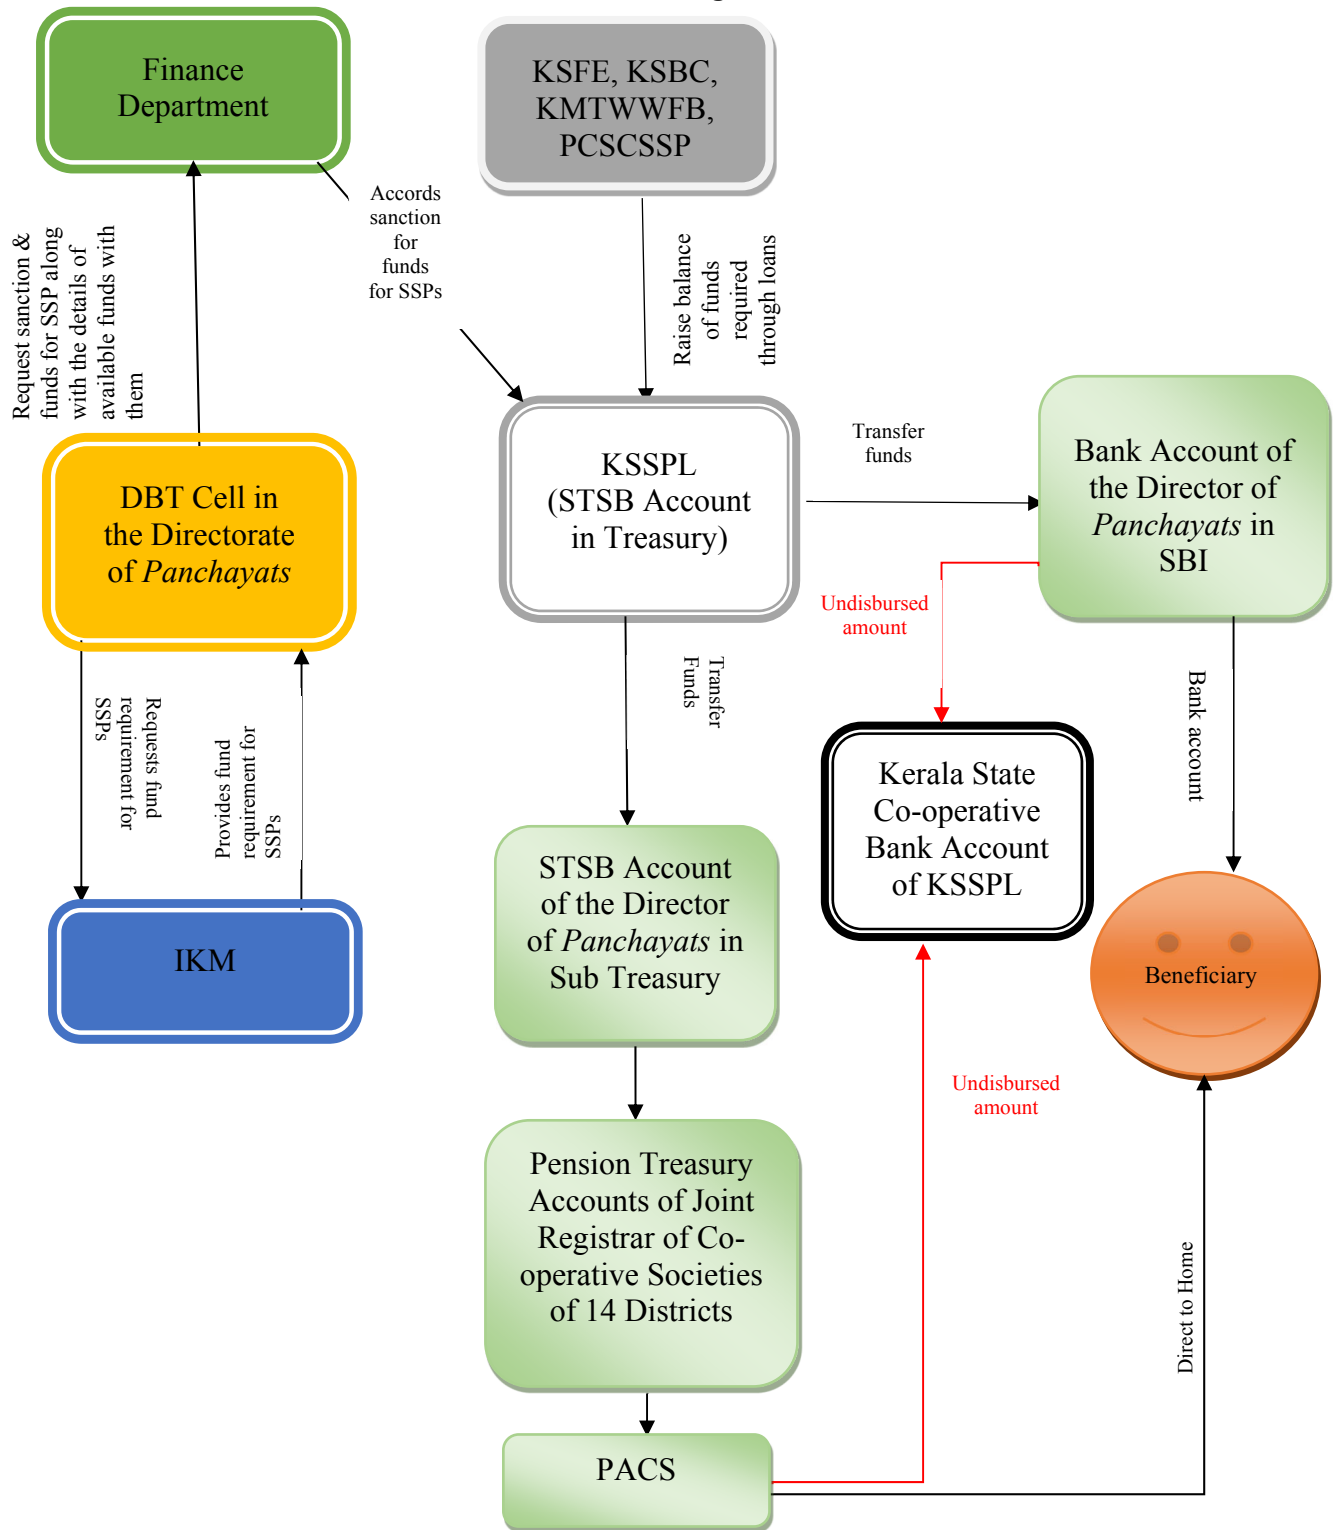 Finance
Department
KSFE, KSBC,
KMTWWFB,
PCSCSSP
Request sanction &
funds for SSP along
with the details of
available funds with
them
Accords
sanction
for
funds
for SSPs
Raise balance
of funds
required
through loans
DBT Cell in
the Directorate
of Panchayats
KSSPL
(STSB Account
in Treasury)
Transfer
funds
Bank Account of
the Director of
Panchayats in
SBI
Undisbursed
amount
Requests fund
requirement for
SSPs
Provides fund
requirement for
SSPs
Transfer
Funds
Bank account
Kerala State
Co-operative
Bank Account
of KSSPL
IKM
STSB Account
of the Director
of Panchayats in
Sub Treasury
Beneficiary
Undisbursed
amount
Pension Treasury
Accounts of Joint
Registrar of Co-
operative Societies
of 14 Districts
Direct to Home
PACS